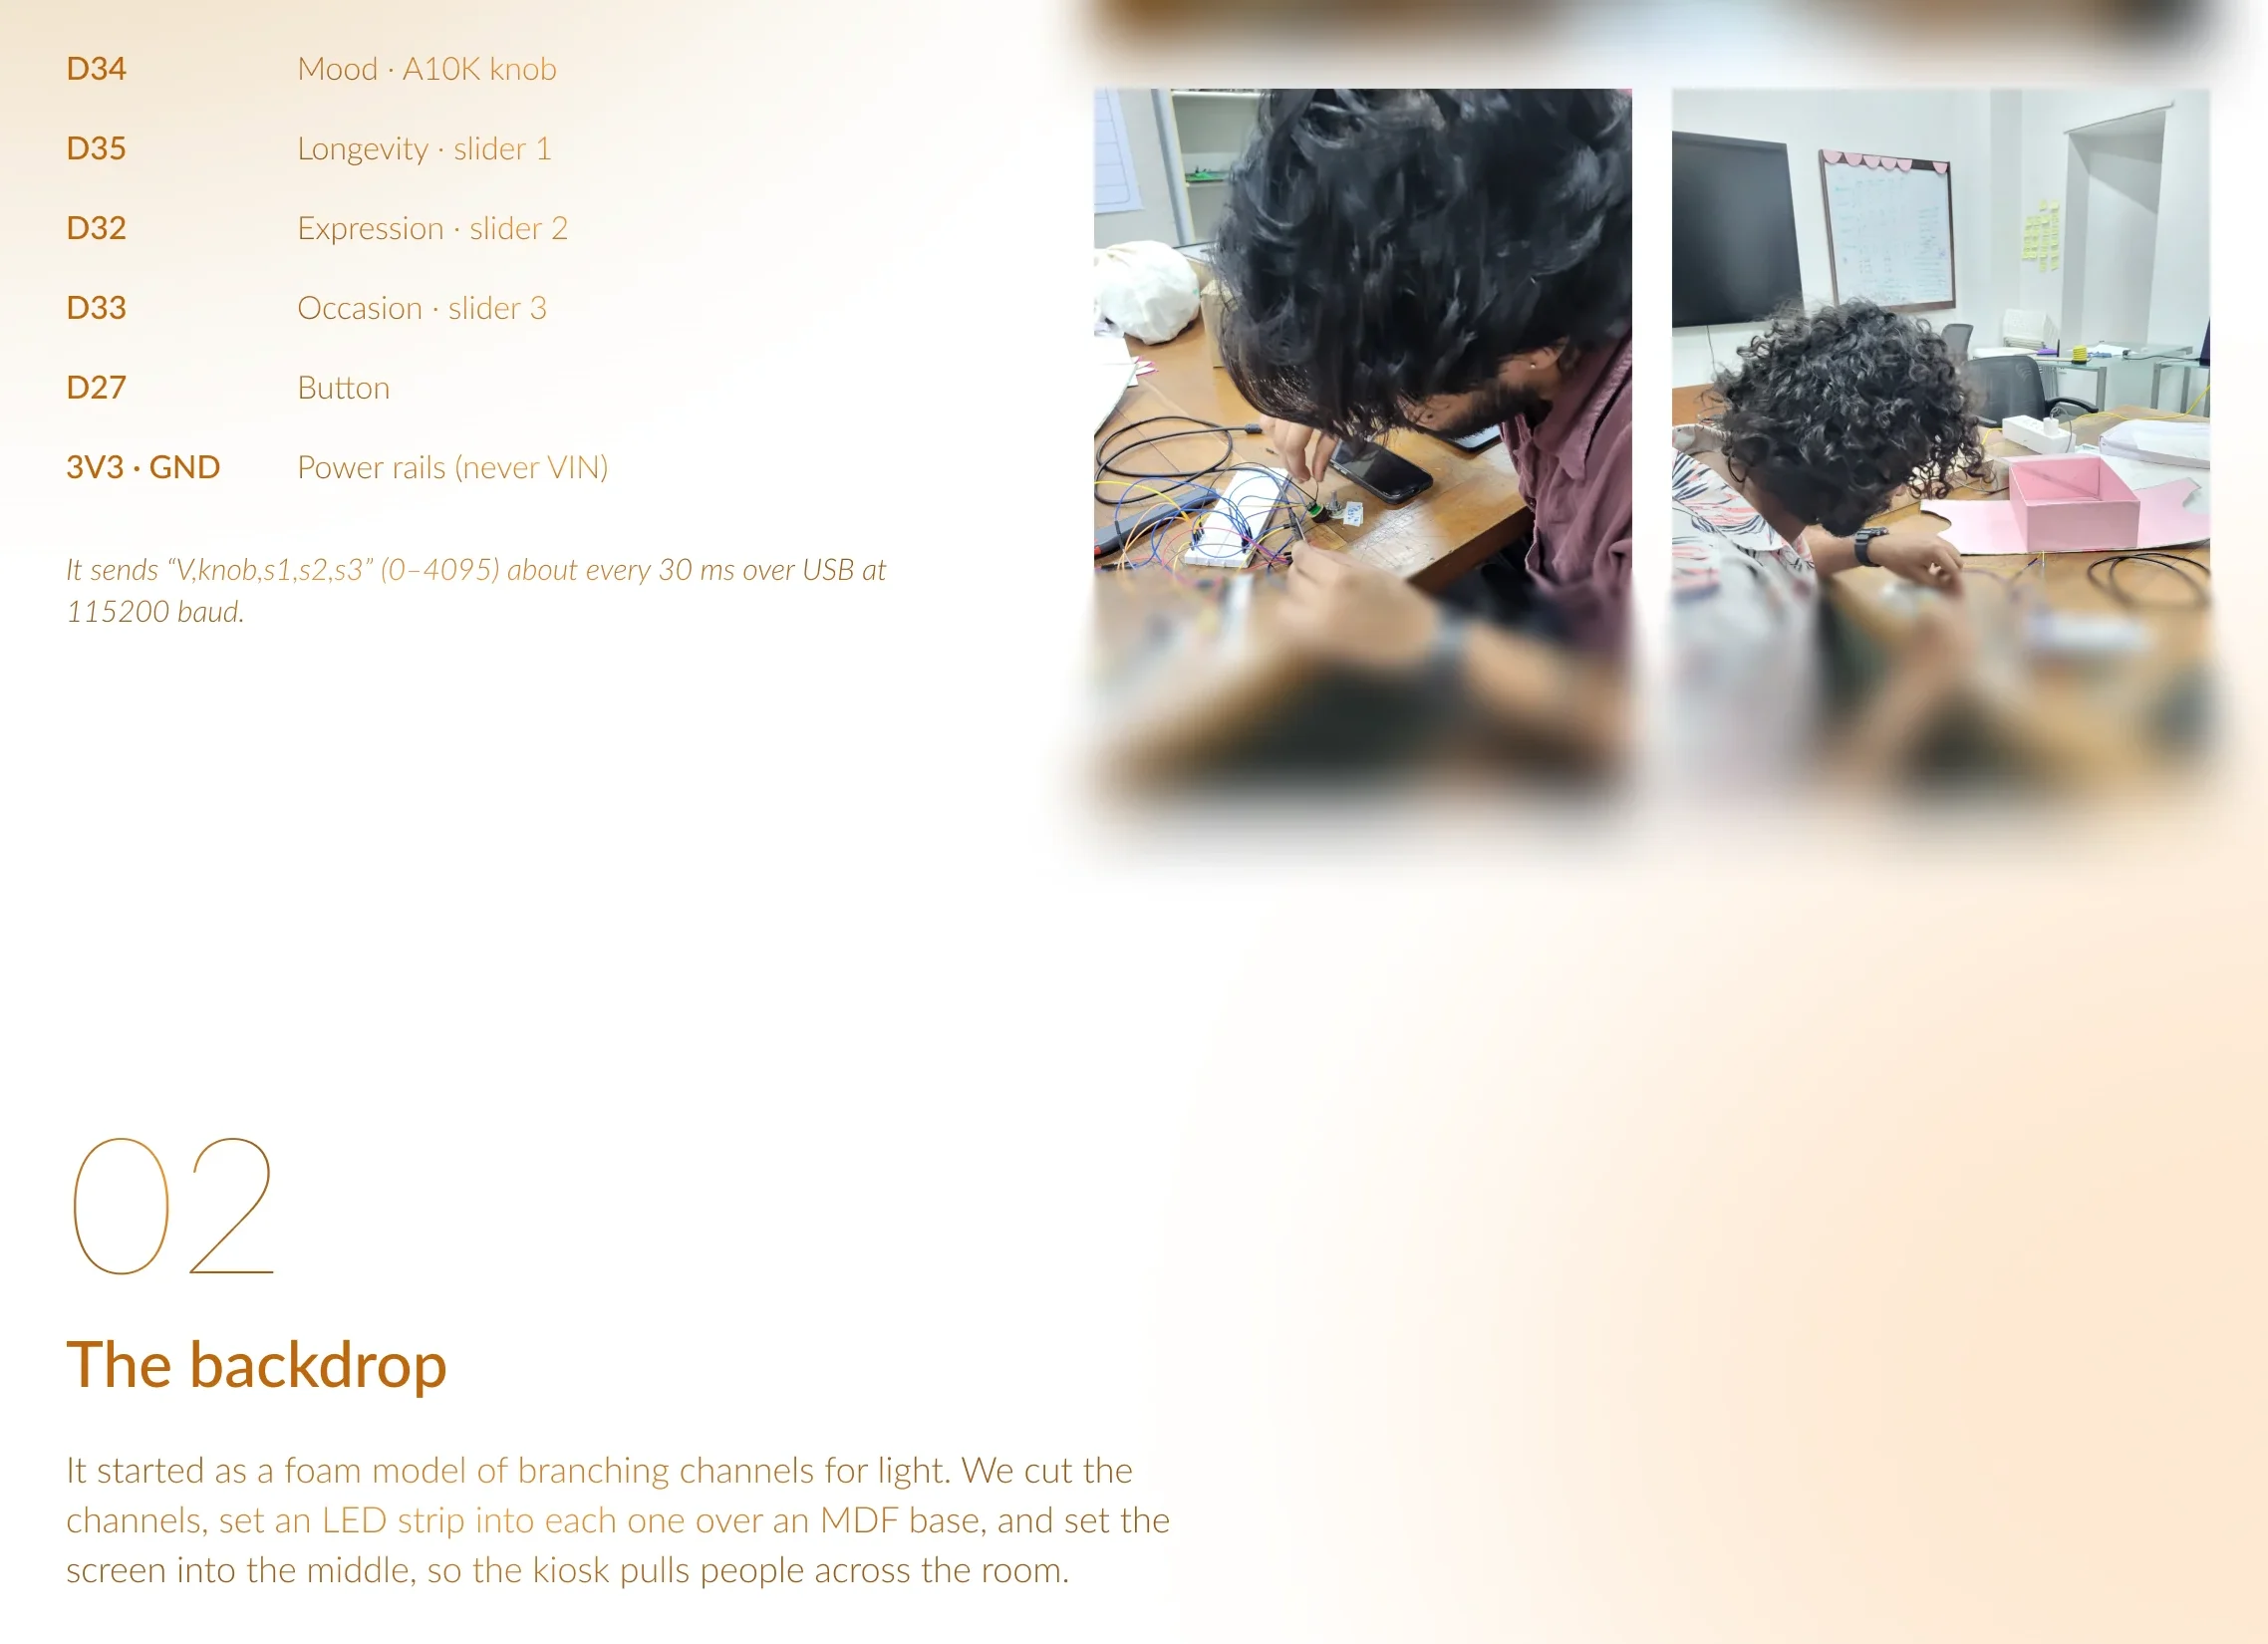 D34 Mood · A10K knob
D35 Longevity · slider 1
D32 Expression · slider 2
D33 Occasion · slider 3
D27 Button
3V3 · GND Power rails (never VIN)
It sends “V,knob,s1,s2,s3” (0–4095) about every 30 ms over USB at
115200 baud.
02
The backdrop
It started as a foam model of branching channels for light. We cut the
channels, set an LED strip into each one over an MDF base, and set the
screen into the middle, so the kiosk pulls people across the room.